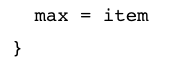 max = item
}